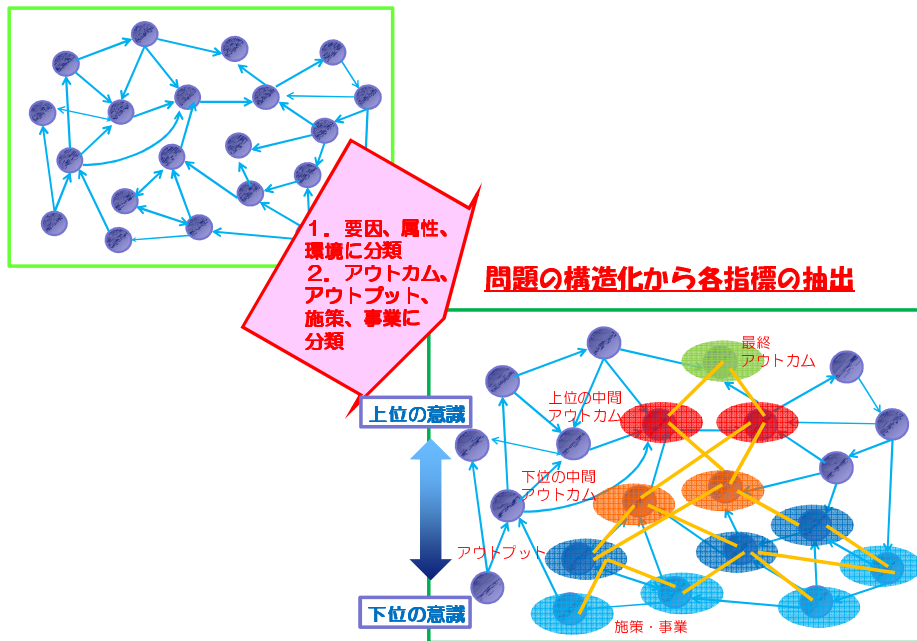 1．要因、属性、
環境に分類
2．アウトカム、
アウトプット、
施策、事業に
分類
問題の構造化から各指標の抽出
最終
アウトカム
上位の中間
アウトカム
上位の意識
下位の中間
アウトカム
アウトプット
下位の意識
施策・事業